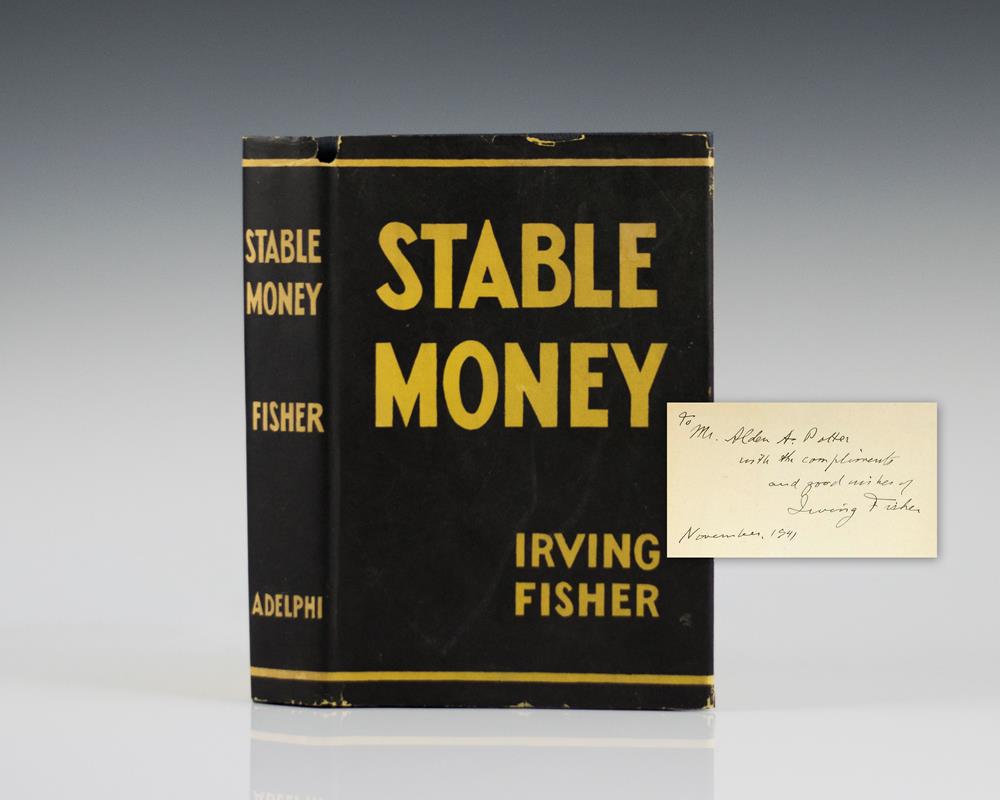 STABLE
MONEY
FISHER
ADELPHI
STABLE
MONEY
IRVING
FISHER
To
Mr. Alden A. Potter
with the compliments
and good wishes of
Irving Fisher
November, 1941